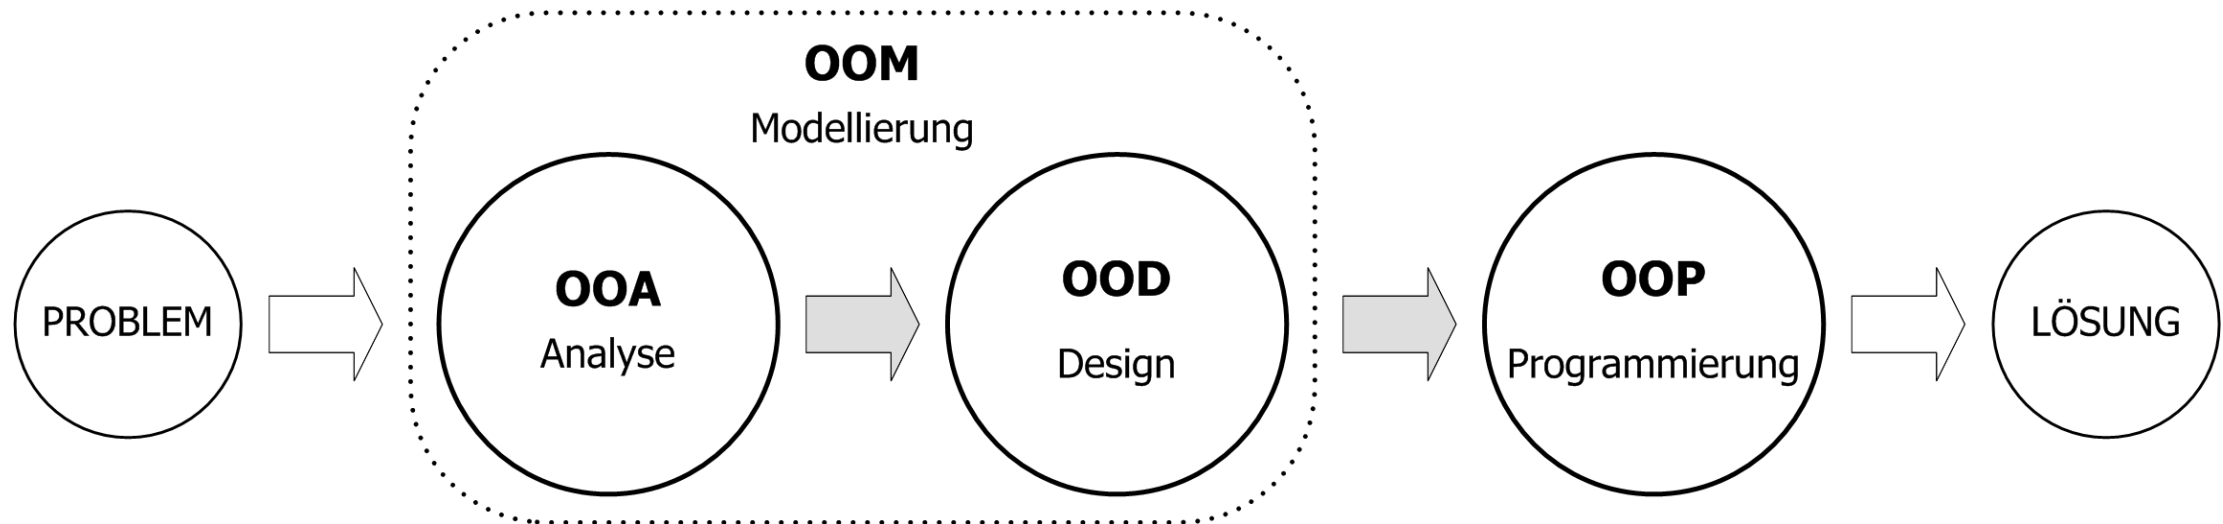 OOM
Modellierung
PROBLEM
OOA
Analyse
OOD
Design
OOP
Programmierung
LÖSUNG